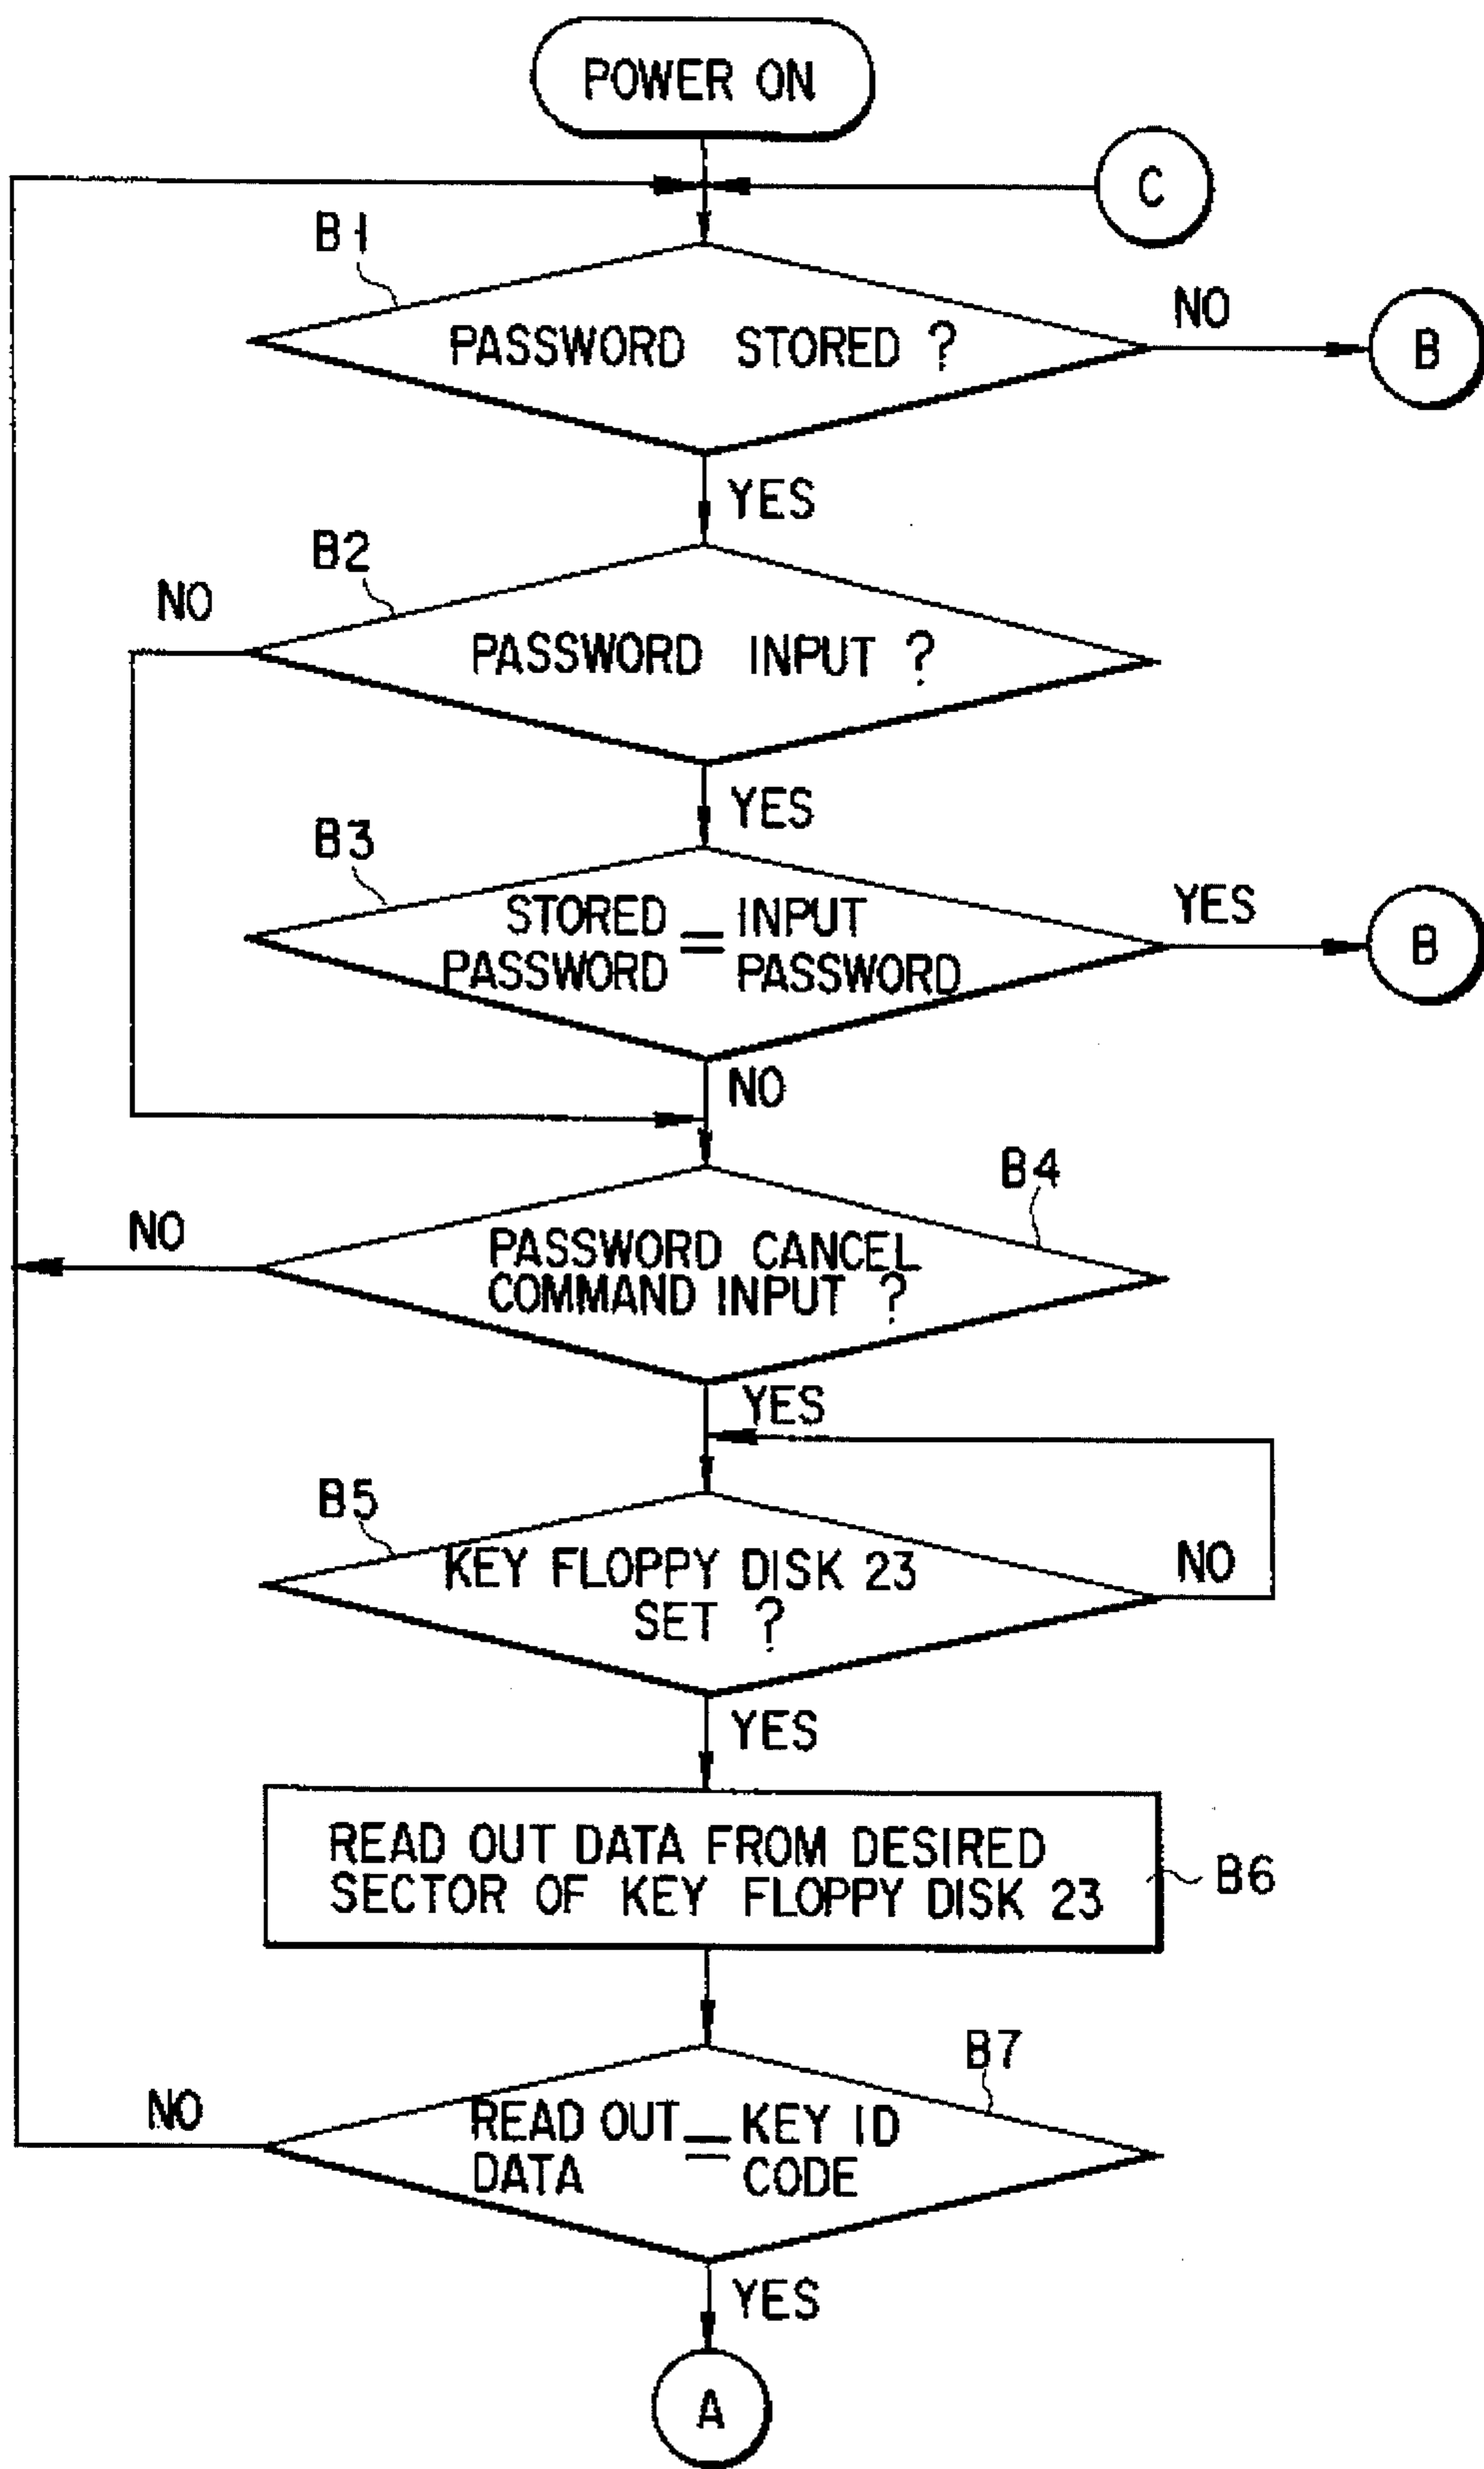 POWER ON
C
B1
PASSWORD STORED ?
NO
B
YES
B2
NO
PASSWORD INPUT ?
YES
B3
STORED PASSWORD = INPUT PASSWORD
YES
B
NO
B4
NO
PASSWORD CANCEL
COMMAND INPUT ?
YES
B5
KEY FLOPPY DISK 23
SET ?
NO
YES
READ OUT DATA FROM DESIRED
SECTOR OF KEY FLOPPY DISK 23
B6
B7
NO
READ OUT DATA = KEY ID CODE
YES
A